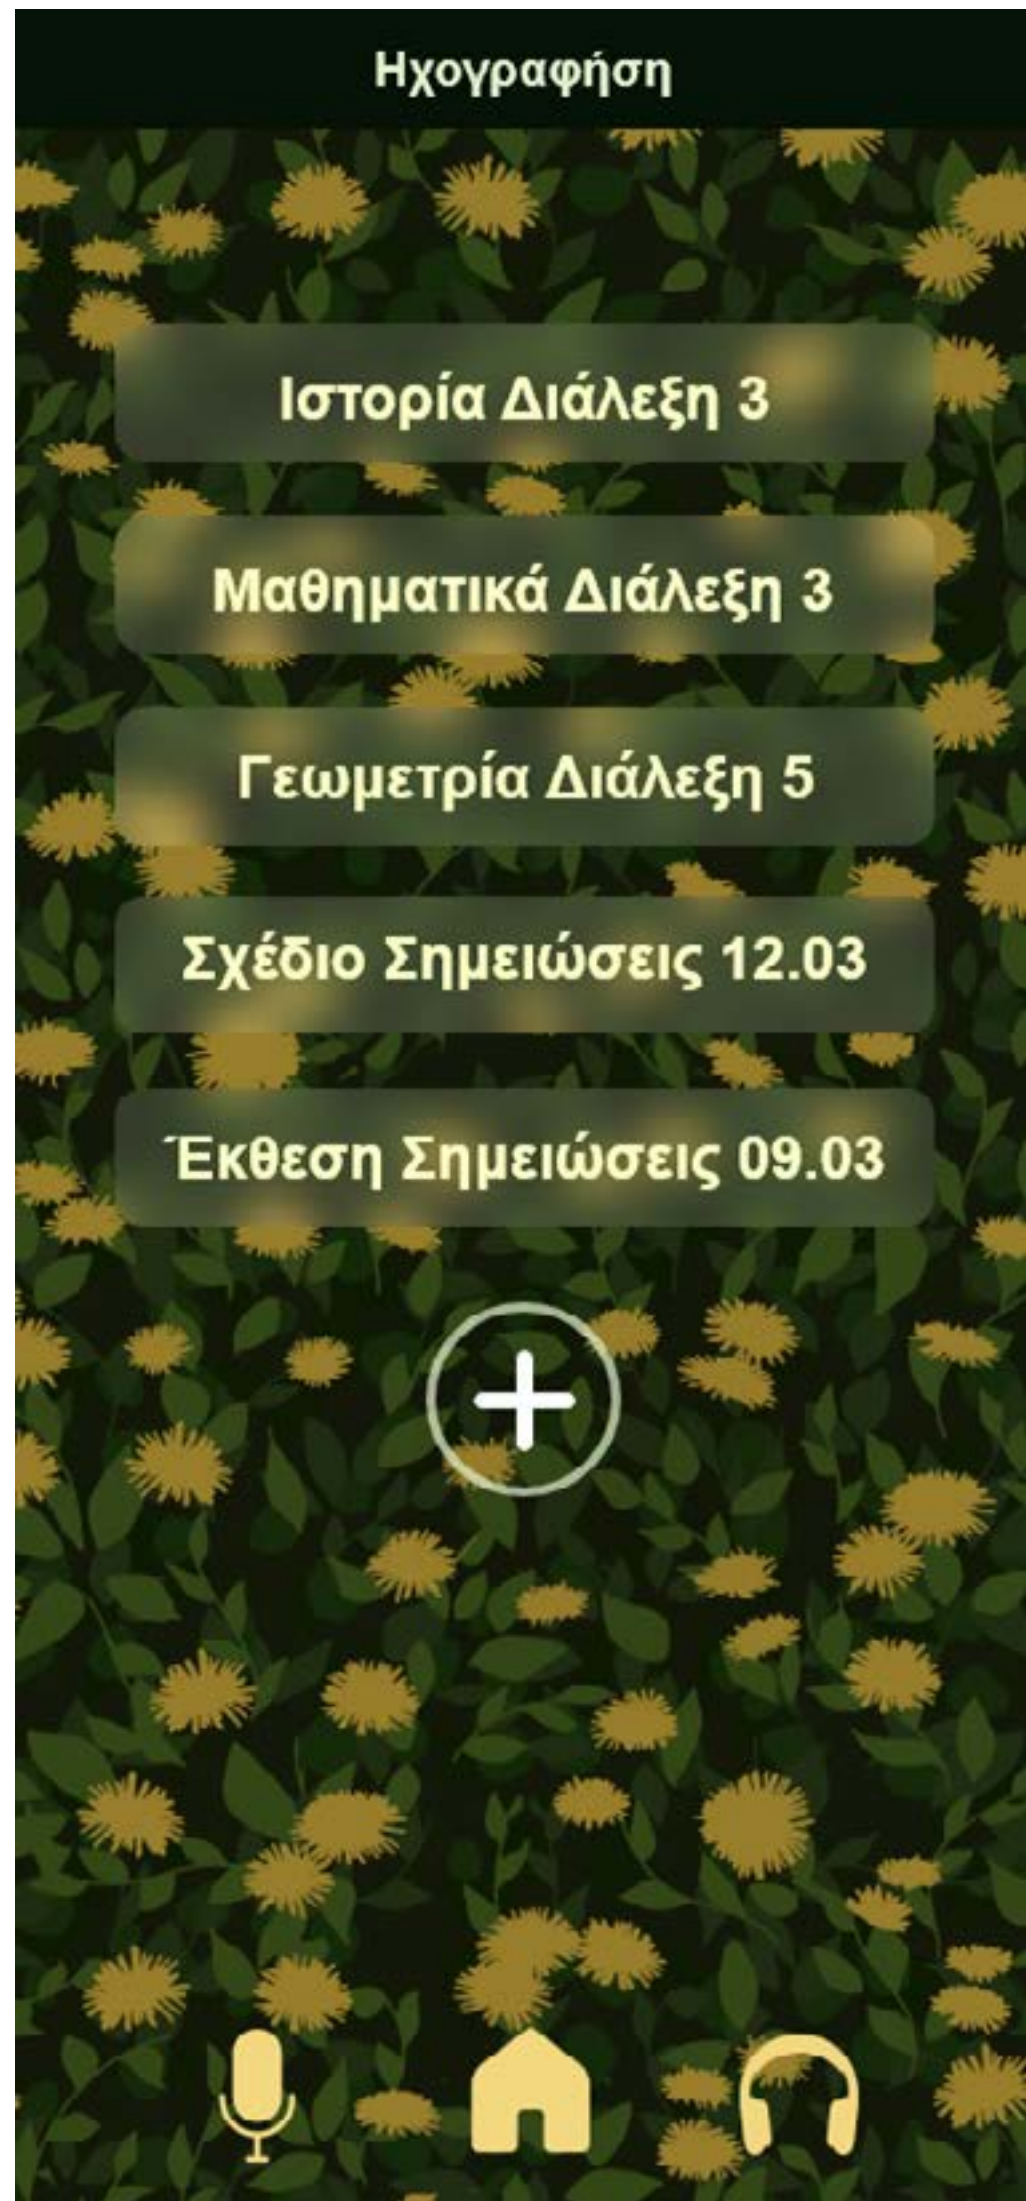 Ηχογραφήση
Ιστορία Διάλεξη 3
Μαθηματικά Διάλεξη 3
Γεωμετρία Διάλεξη 5
Σχέδιο Σημειώσεις 12.03
Έκθεση Σημειώσεις 09.03